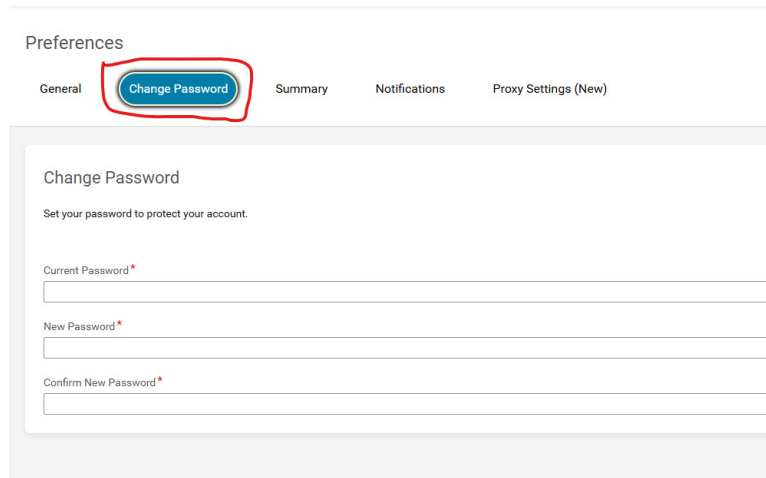 Preferences
General Change Password Summary Notifications Proxy Settings (New)
Change Password
Set your password to protect your account.
Current Password*
New Password*
Confirm New Password*